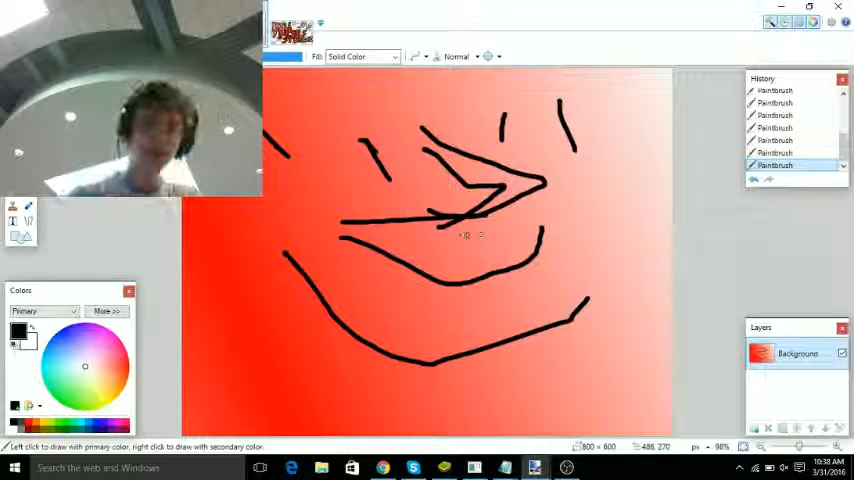 Fill: Solid Color
Normal
History
Paintbrush
Paintbrush
Paintbrush
Paintbrush
Paintbrush
Paintbrush
Paintbrush
T
Colors
Primary
More >>
Layers
Background
Left click to draw with primary color, right click to draw with secondary color.
800 × 600
486, 270
px
98%
Search the web and Windows
10:38 AM
3/31/2016